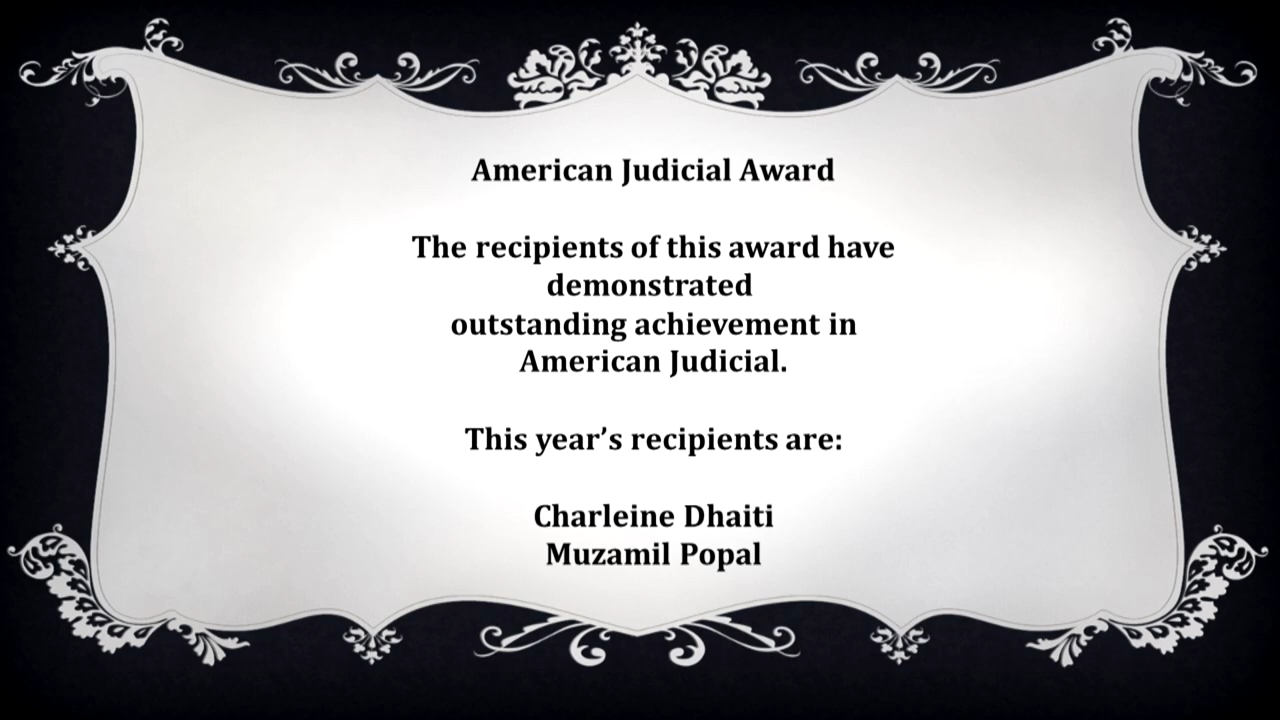 American Judicial Award
The recipients of this award have
demonstrated
outstanding achievement in
American Judicial.
This year’s recipients are:
Charleine Dhaiti
Muzamil Popal